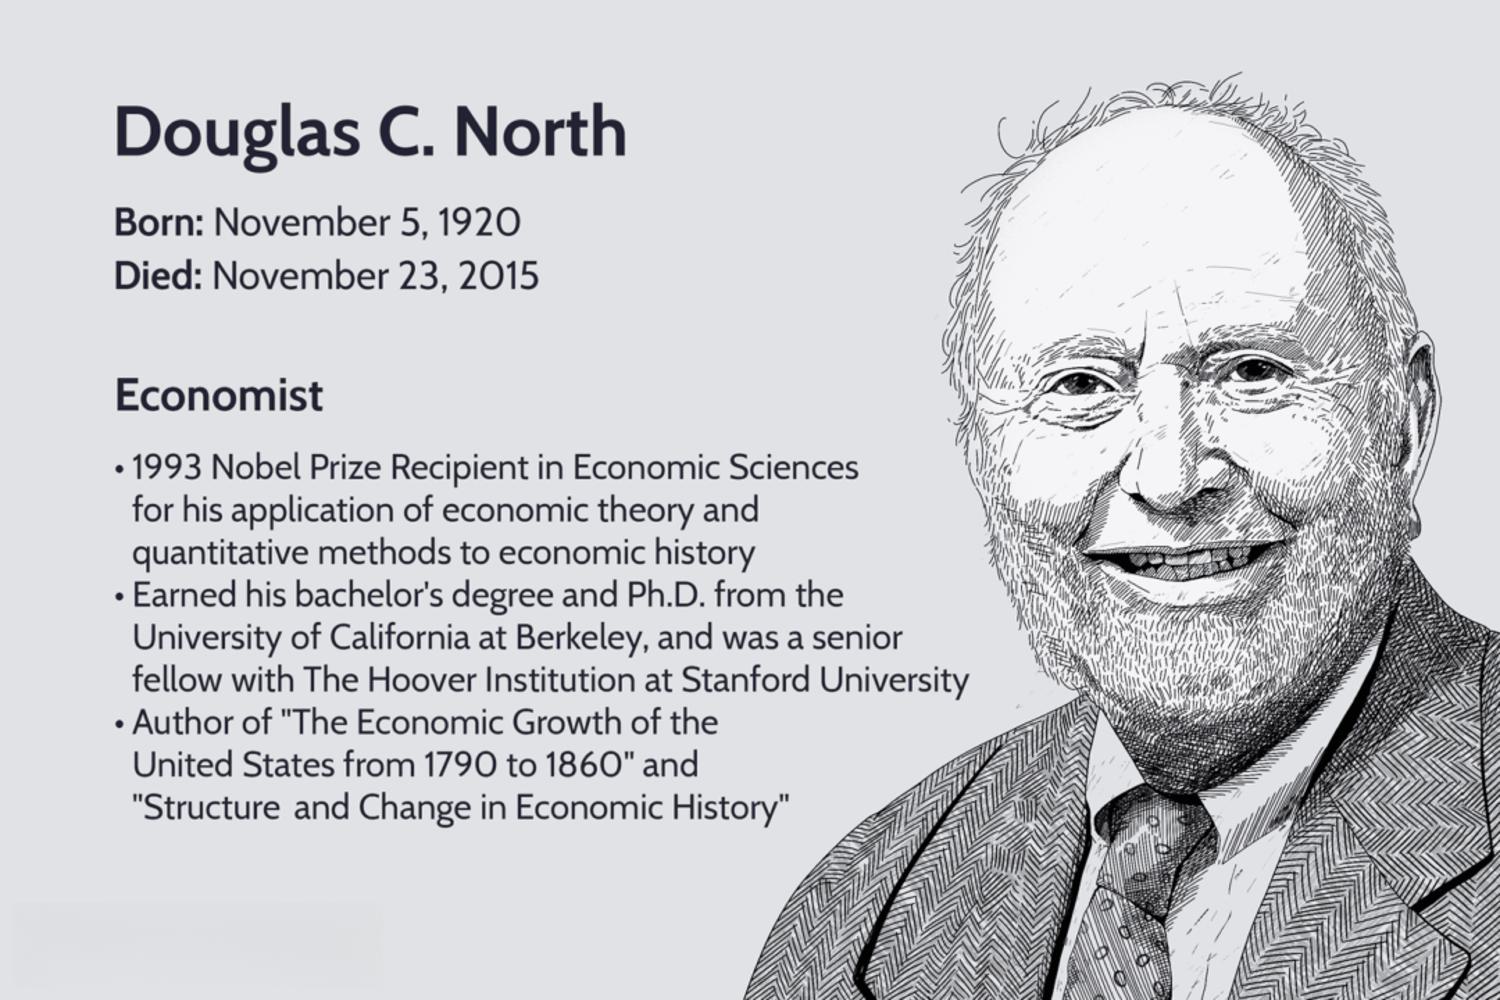 Douglas C. North
Born: November 5, 1920
Died: November 23, 2015
Economist
• 1993 Nobel Prize Recipient in Economic Sciences
for his application of economic theory and
quantitative methods to economic history
• Earned his bachelor's degree and Ph.D. from the
University of California at Berkeley, and was a senior
fellow with The Hoover Institution at Stanford University
• Author of "The Economic Growth of the
United States from 1790 to 1860" and
"Structure and Change in Economic History"